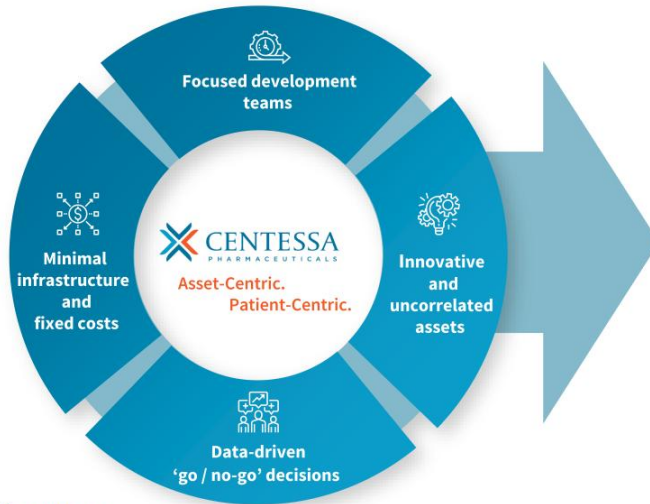 Focused development
teams
Minimal
infrastructure
and
fixed costs
CENTESSA
PHARMACEUTICALS
Asset-Centric.
Patient-Centric.
Innovative
and
uncorrelated
assets
Data-driven
‘go / no-go’ decisions